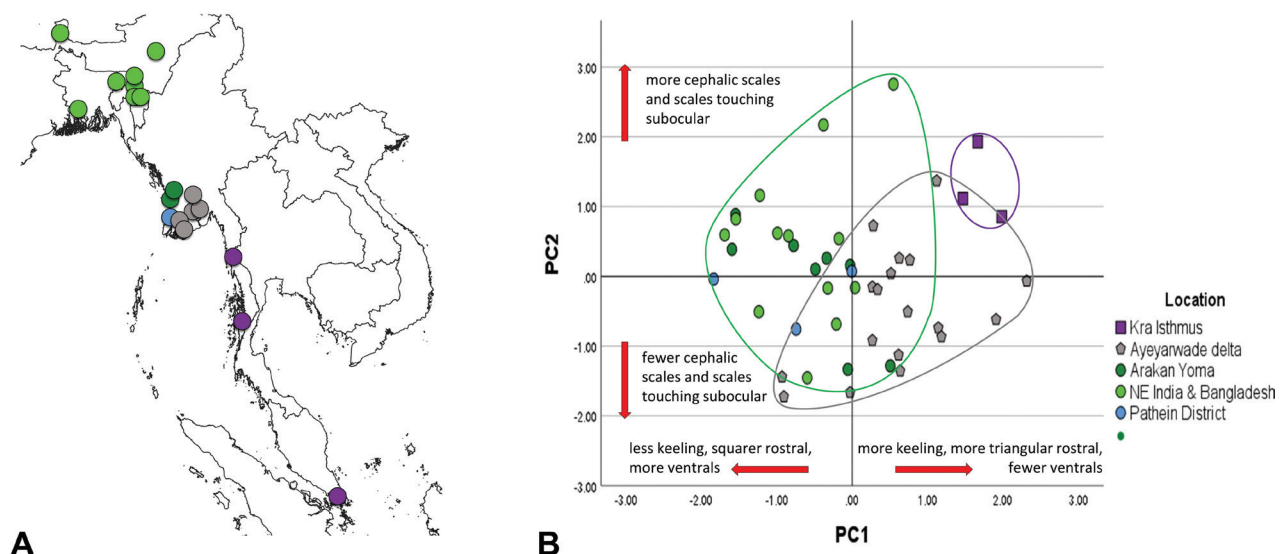 A
B
PC2
3.00
2.00
1.00
.00
-1.00
-2.00
-3.00
more cephalic scales
and scales touching
subocular
fewer cephalic
scales and scales
touching subocular
less keeling, squarer rostral,
more ventrals
more keeling, more triangular rostral,
fewer ventrals
-3.00 -2.00 -1.00 .00 1.00 2.00 3.00
PC1
Location
Kra Isthmus
Ayeyarwade delta
Arakan Yoma
NE India & Bangladesh
Pathein District